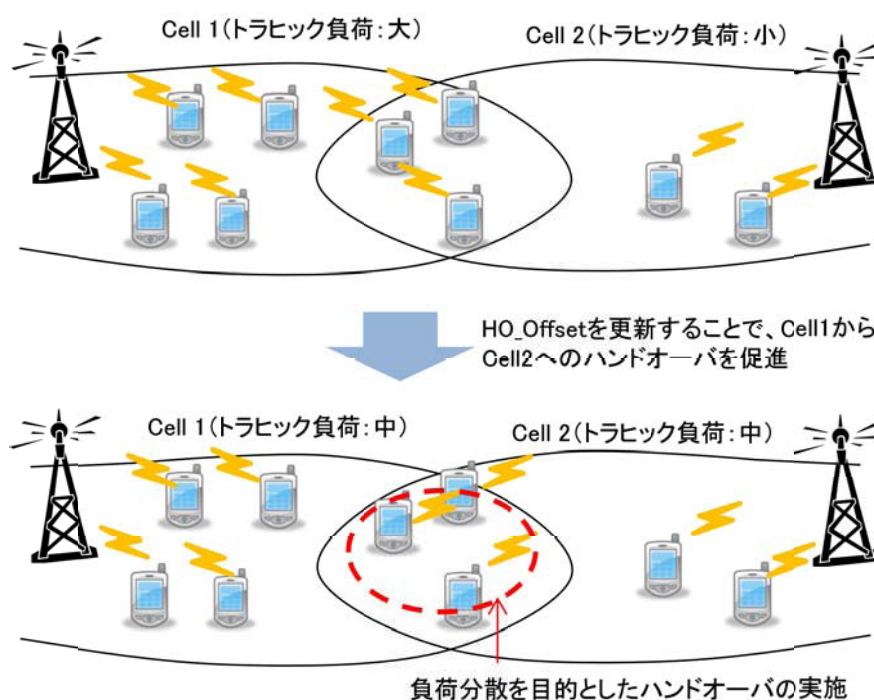 Cell 1(トラヒック負荷：大)
Cell 2(トラヒック負荷：小)
HO_Offsetを更新することで、Cell1から
Cell2へのハンドオーバを促進
Cell 1(トラヒック負荷：中)
Cell 2(トラヒック負荷：中)
負荷分散を目的としたハンドオーバの実施